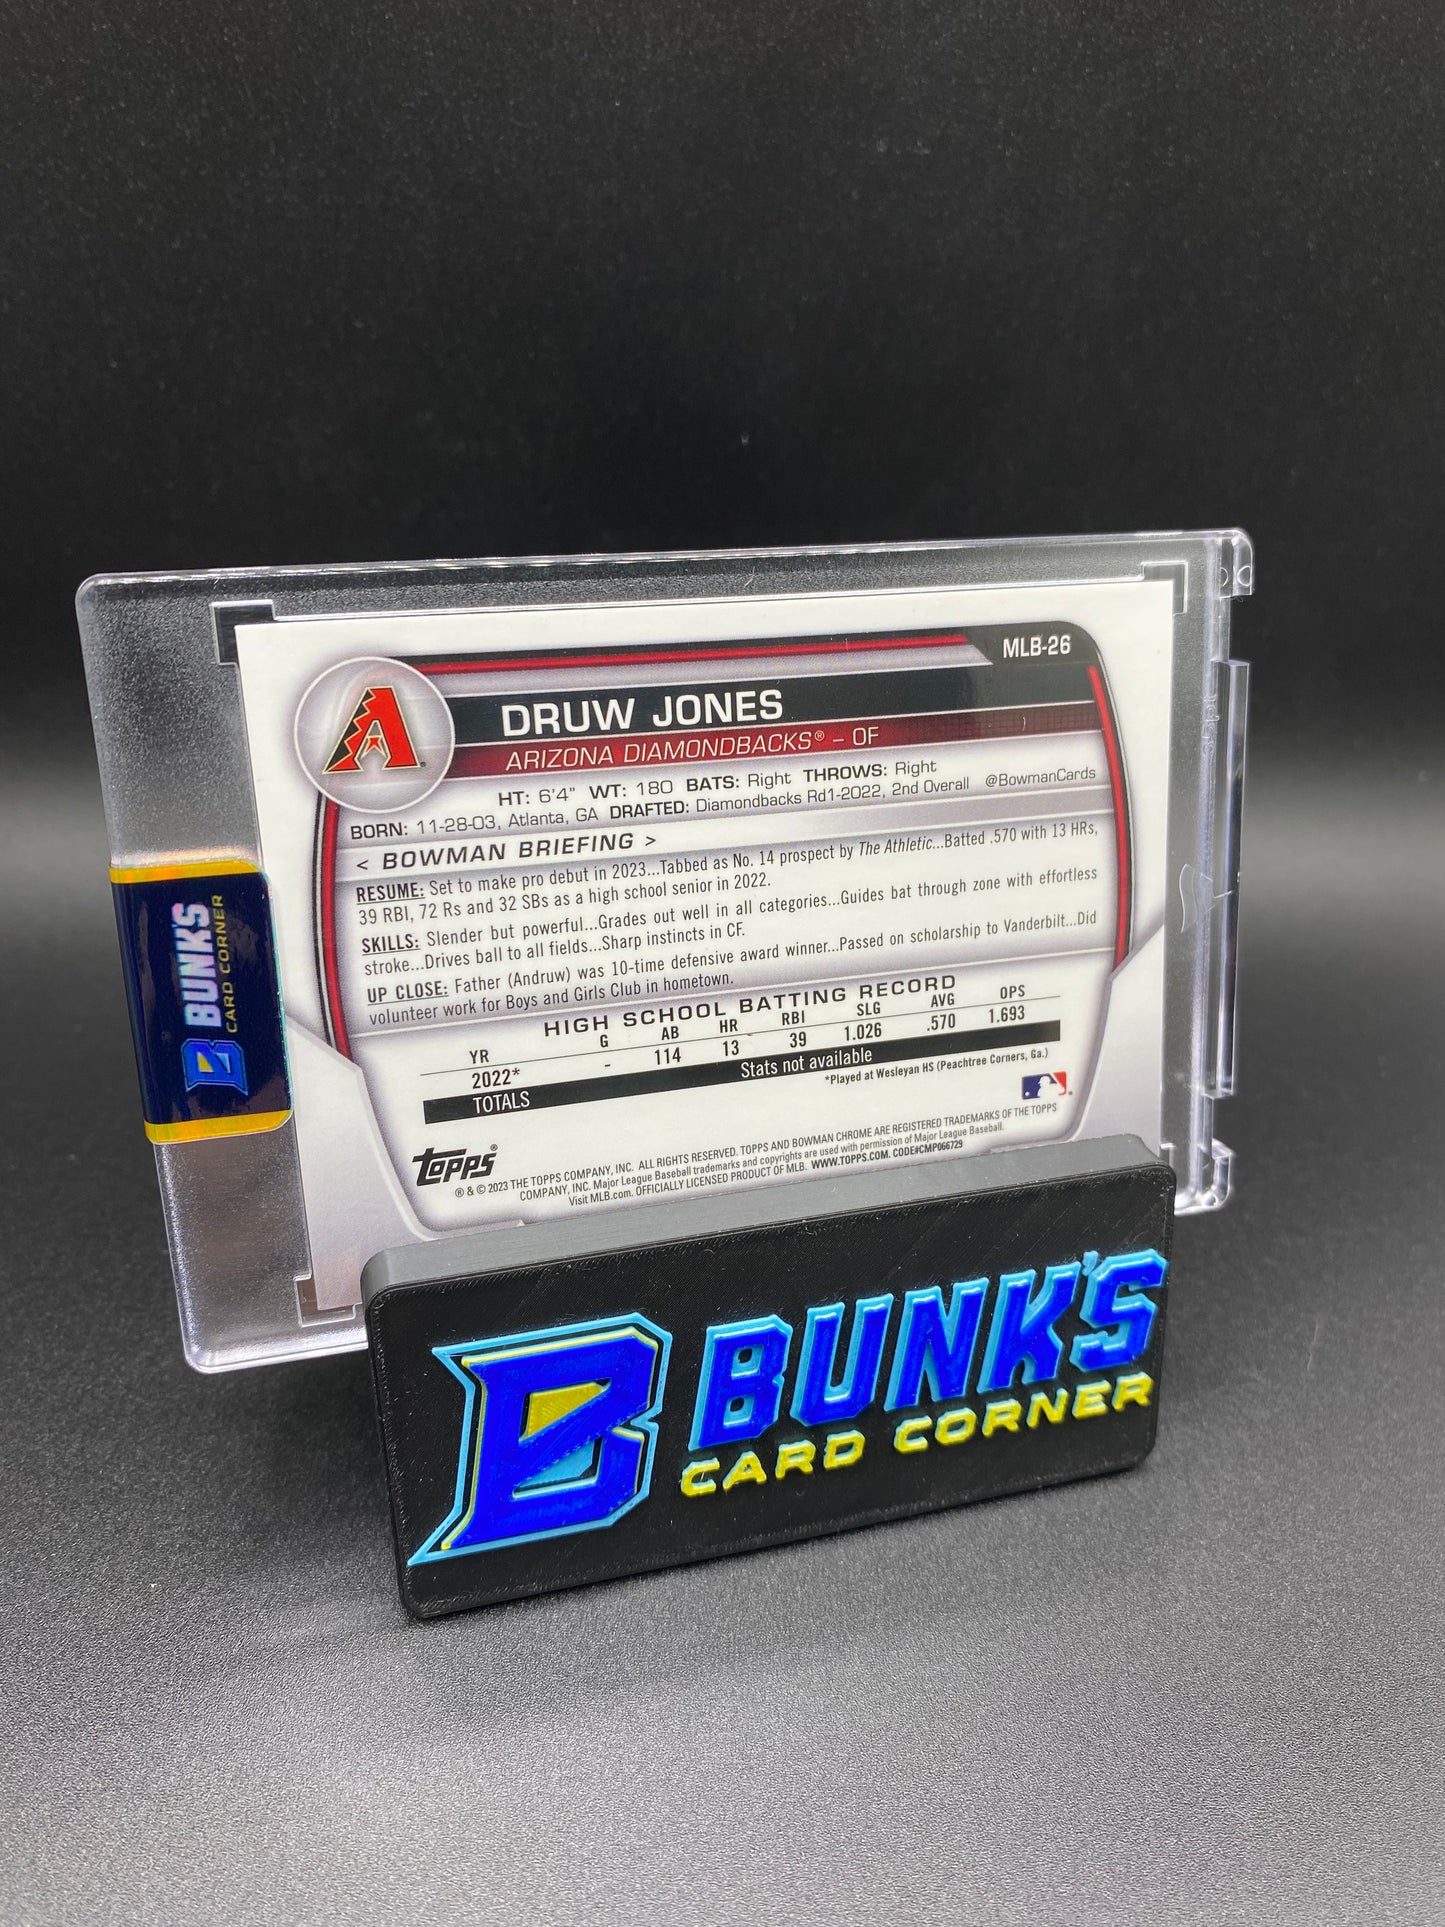 MLB-26
DRUW JONES
ARIZONA DIAMONDBACKS® – OF
HT: 6'4" WT: 180 BATS: Right THROWS: Right
BORN: 11-28-03, Atlanta, GA DRAFTED: Diamondbacks Rd1-2022, 2nd Overall @BowmanCards
< BOWMAN BRIEFING >
RESUME: Set to make pro debut in 2023...Tabbed as No. 14 prospect by The Athletic...Batted .570 with 13 HRs,
39 RBI, 72 Rs and 32 SBs as a high school senior in 2022.
SKILLS: Slender but powerful...Grades out well in all categories...Guides bat through zone with effortless
stroke...Drives ball to all fields...Sharp instincts in CF.
UP CLOSE: Father (Andruw) was 10-time defensive award winner...Passed on scholarship to Vanderbilt...Did
volunteer work for Boys and Girls Club in hometown.
HIGH SCHOOL BATTING RECORD
YR G AB HR RBI SLG AVG OPS
2022* - 114 13 39 1.026 .570 1.693
TOTALS Stats not available
*Played at Wesleyan HS (Peachtree Corners, Ga.)
topps®
® & © 2023 THE TOPPS COMPANY, INC. ALL RIGHTS RESERVED. TOPPS AND BOWMAN CHROME ARE REGISTERED TRADEMARKS OF THE TOPPS
COMPANY, INC. Major League Baseball trademarks and copyrights are used with permission of Major League Baseball.
Visit MLB.com. OFFICIALLY LICENSED PRODUCT OF MLB. WWW.TOPPS.COM. CODE#CMP066729
BUNK'S
CARD CORNER
B BUNK'S
CARD CORNER